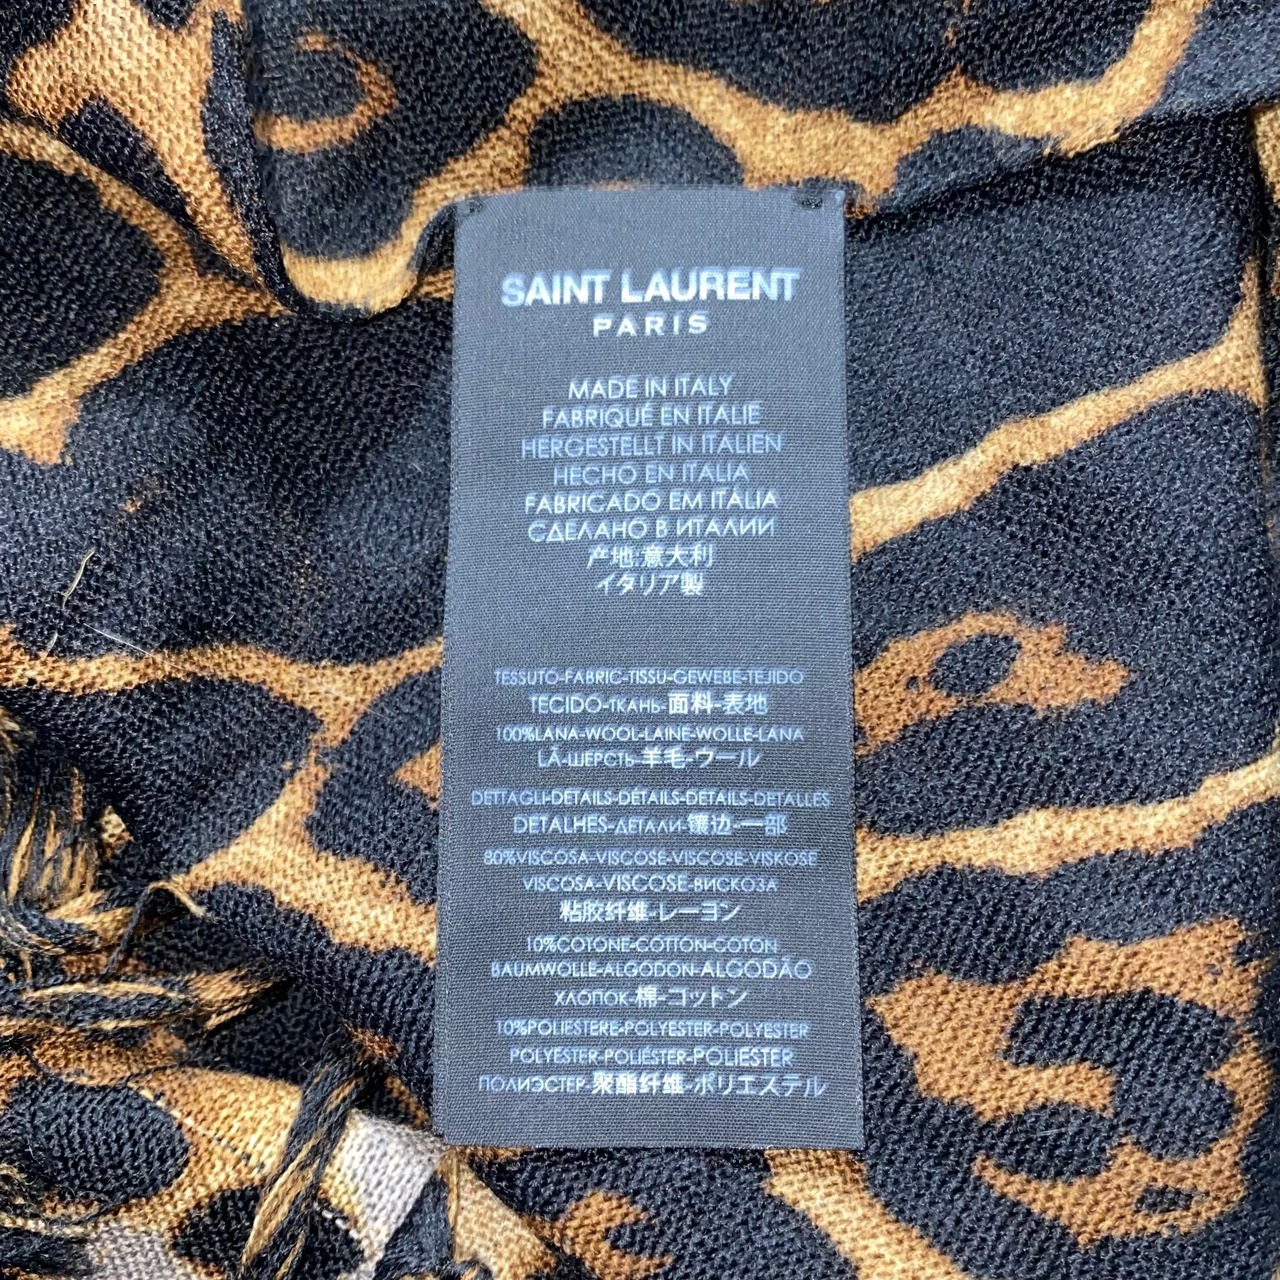 SAINT LAURENT
PARIS
MADE IN ITALY
FABRIQUÉ EN ITALIE
HERGESTELLT IN ITALIEN
HECHO EN ITALIA
FABRICADO EM ITÁLIA
СДЕЛАНО В ИТАЛИИ
产地:意大利
イタリア製
TESSUTO-FABRIC-TISSU-GEWEBE-TEJIDO
TECIDO-ТКАНЬ-面料-表地
100%LANA-WOOL-LAINE-WOLLE-LANA
LÃ-ШЕРСТЬ-羊毛-ウール
DETTAGLI-DETAILS-DÉTAILS-DETAILS-DETALLES
DETALHES-ДЕТАЛИ-镶边-一部
80%VISCOSA-VISCOSE-VISCOSE-VISKOSE
VISCOSA-VISCOSE-ВИСКОЗА
粘胶纤维-レーヨン
10%COTONE-COTTON-COTON
BAUMWOLLE-ALGODON-ALGODÃO
ХЛОПОК-棉-コットン
10%POLIESTERE-POLYESTER-POLYESTER
POLYESTER-POLIÉSTER-POLIESTER
ПОЛИЭСТЕР-聚酯纤维-ポリエステル